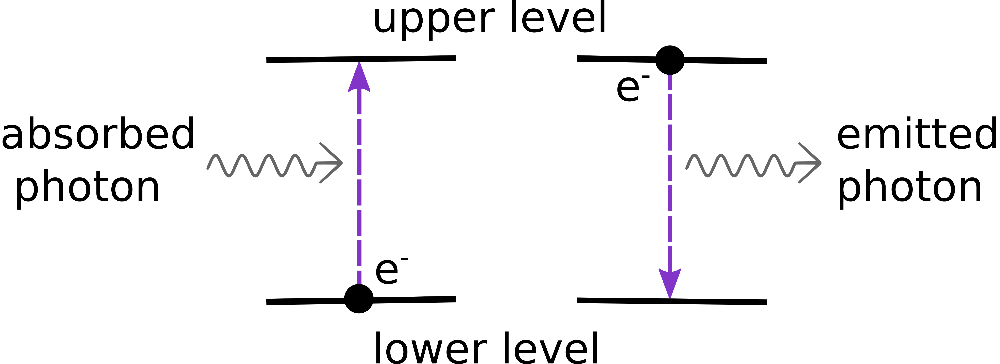 upper level
e-
absorbed
photon
emitted
photon
e-
lower level